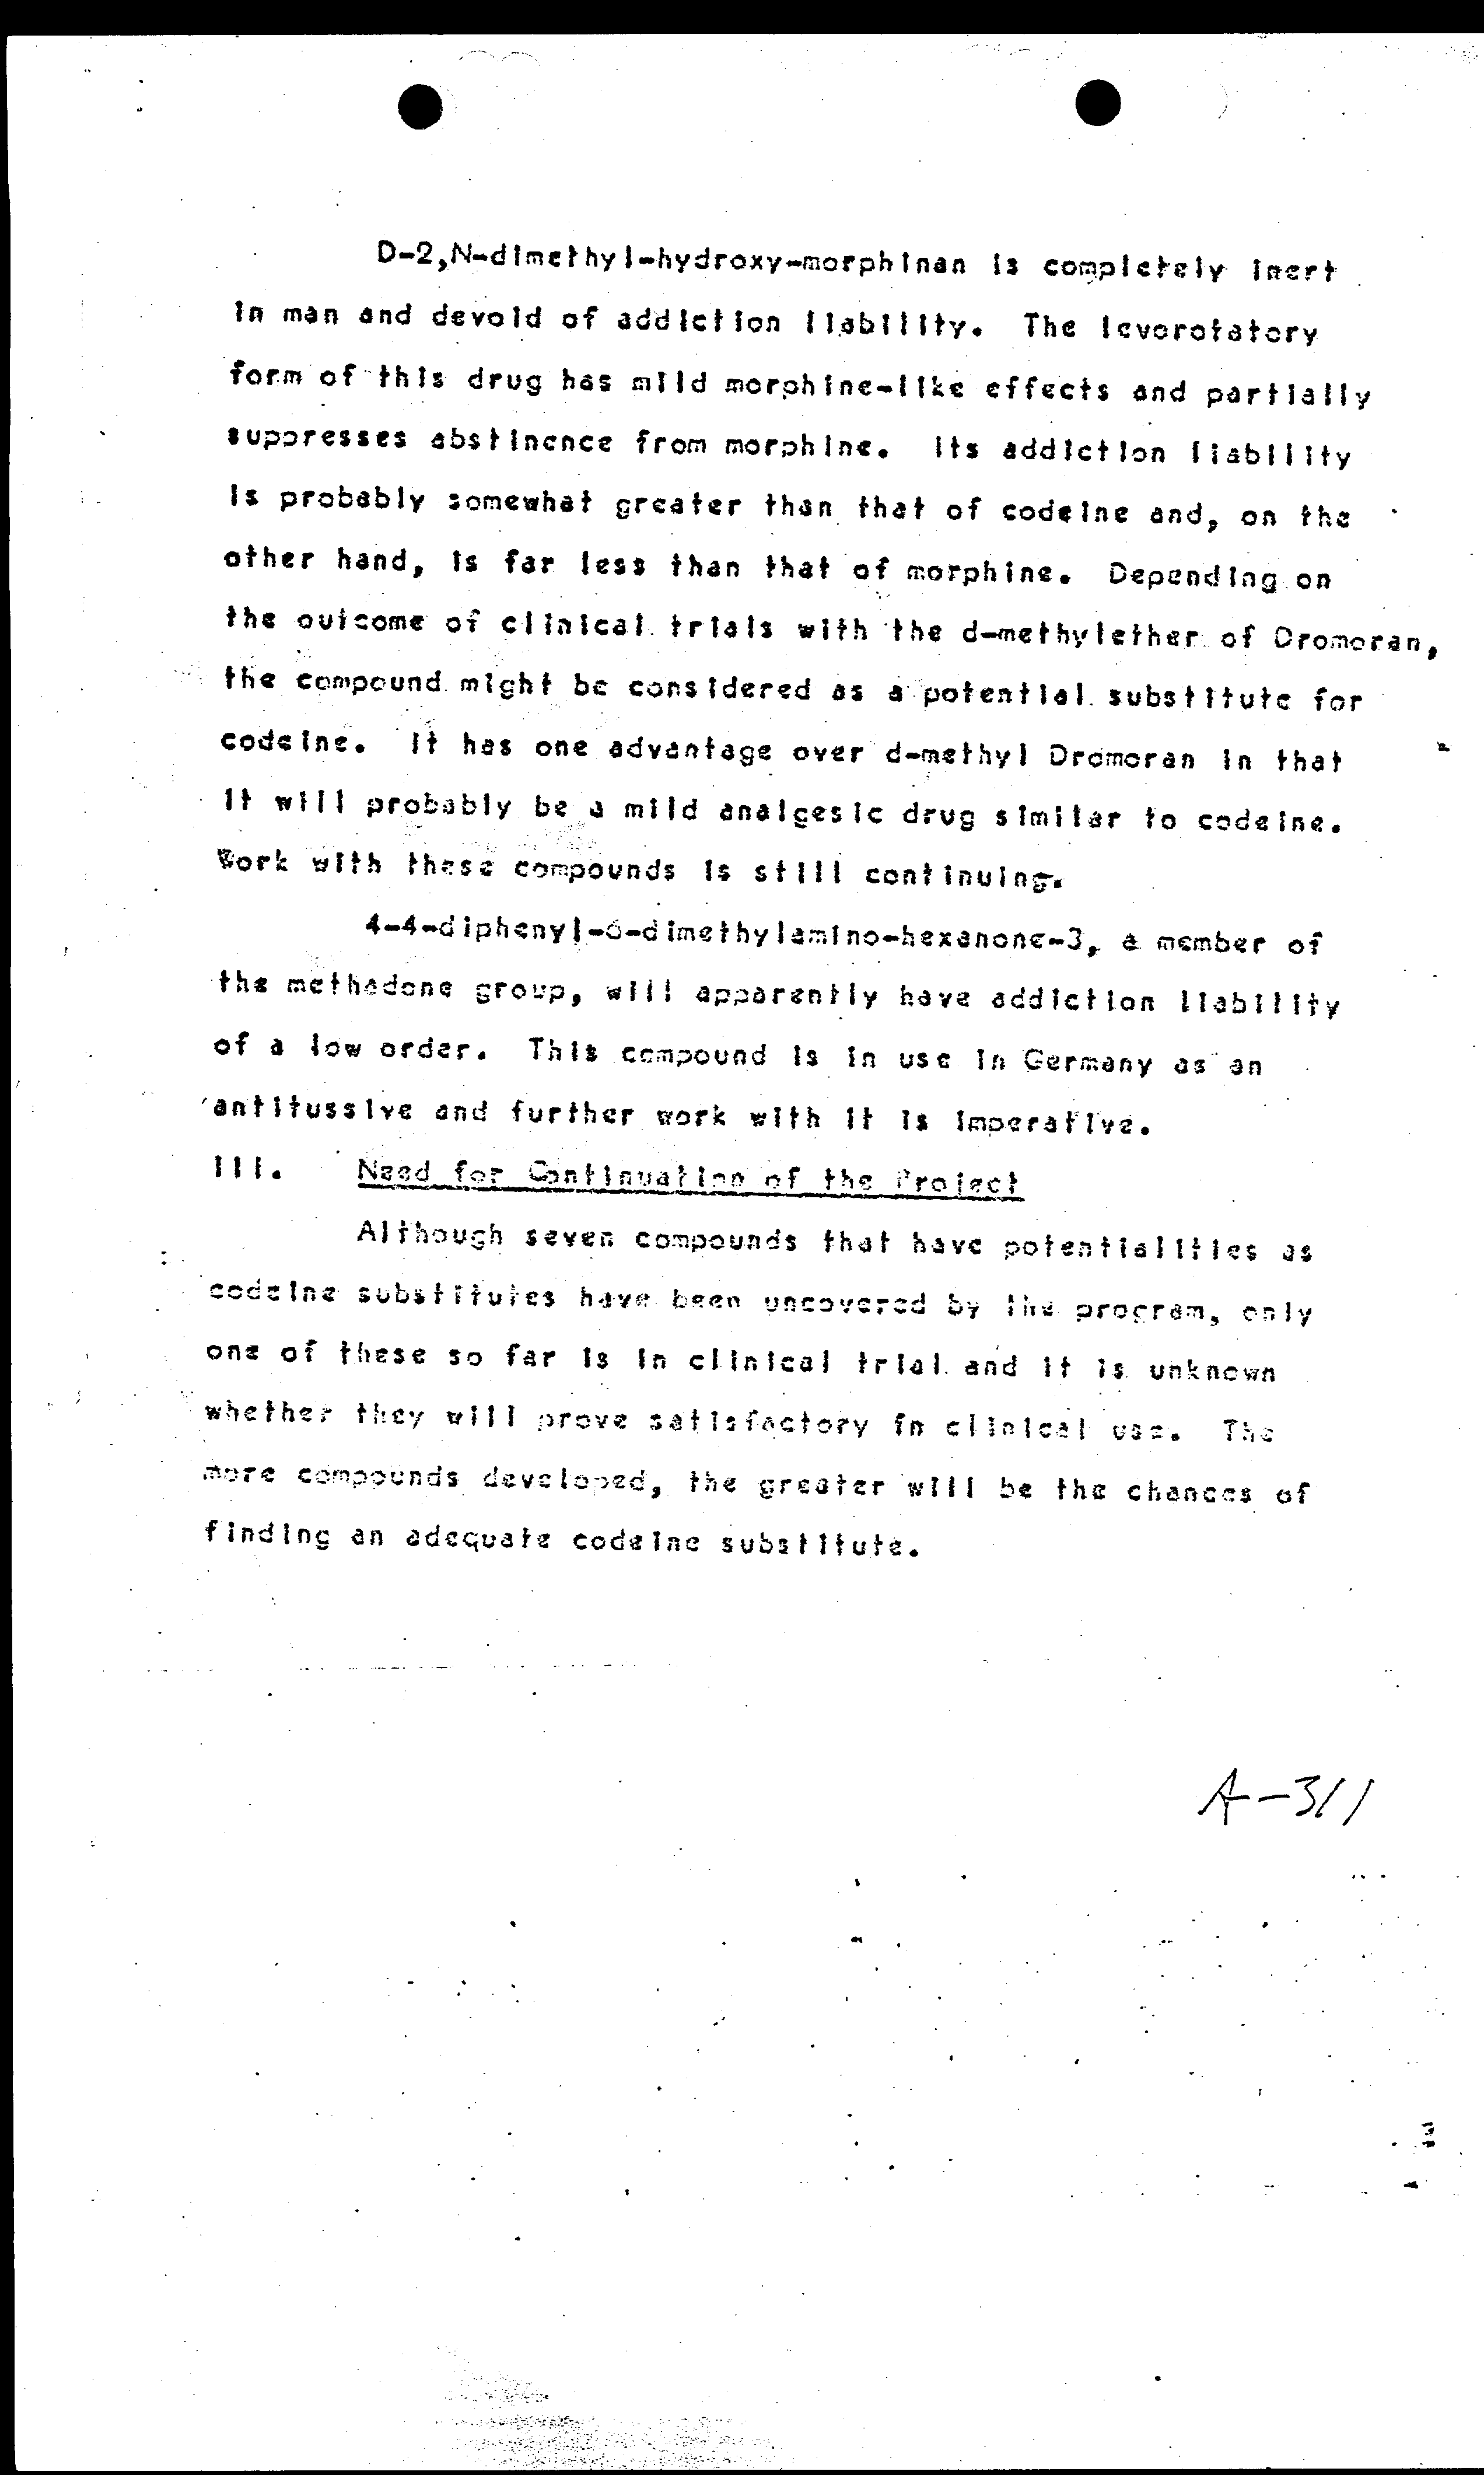 D-2,N-dimethyl-hydroxy-morphinan is completely inert
in man and devoid of addiction liability. The levorotatory
form of this drug has mild morphine-like effects and partially
suppresses abstinence from morphine. Its addiction liability
is probably somewhat greater than that of codeine and, on the
other hand, is far less than that of morphine. Depending on
the outcome of clinical trials with the d-methylether of Dromoran,
the compound might be considered as a potential substitute for
codeine. It has one advantage over d-methyl Dromoran in that
it will probably be a mild analgesic drug similar to codeine.
Work with these compounds is still continuing.
4-4-diphenyl-6-dimethylamino-hexanone-3, a member of
the methadone group, will apparently have addiction liability
of a low order. This compound is in use in Germany as an
antitussive and further work with it is imperative.
III. Need for Continuation of the Project
Although seven compounds that have potentialities as
codeine substitutes have been uncovered by the program, only
one of these so far is in clinical trial and it is unknown
whether they will prove satisfactory in clinical use. The
more compounds developed, the greater will be the chances of
finding an adequate codeine substitute.
A-311